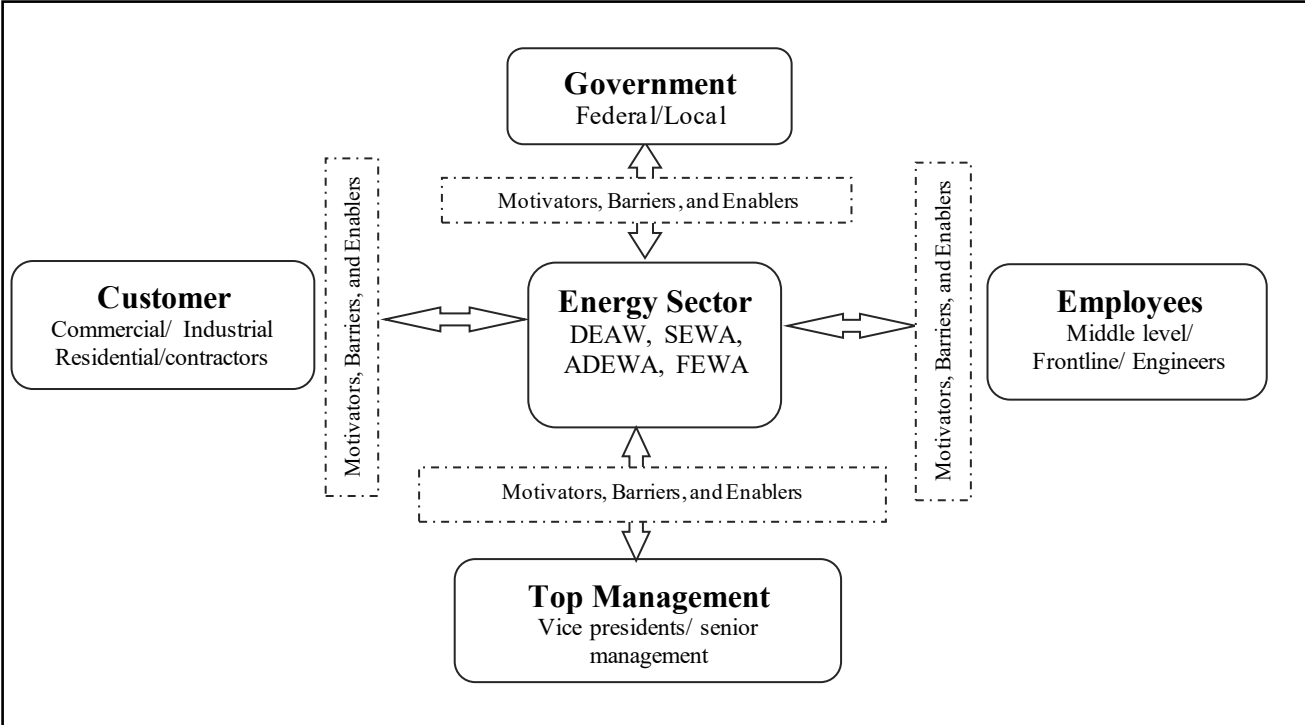 Government
Federal/Local
Motivators, Barriers, and Enablers
Motivators, Barriers, and Enablers
Motivators, Barriers, and Enablers
Customer
Commercial/ Industrial
Residential/contractors
Energy Sector
DEAW, SEWA,
ADEWA, FEWA
Employees
Middle level/
Frontline/ Engineers
Motivators, Barriers, and Enablers
Top Management
Vice presidents/ senior
management